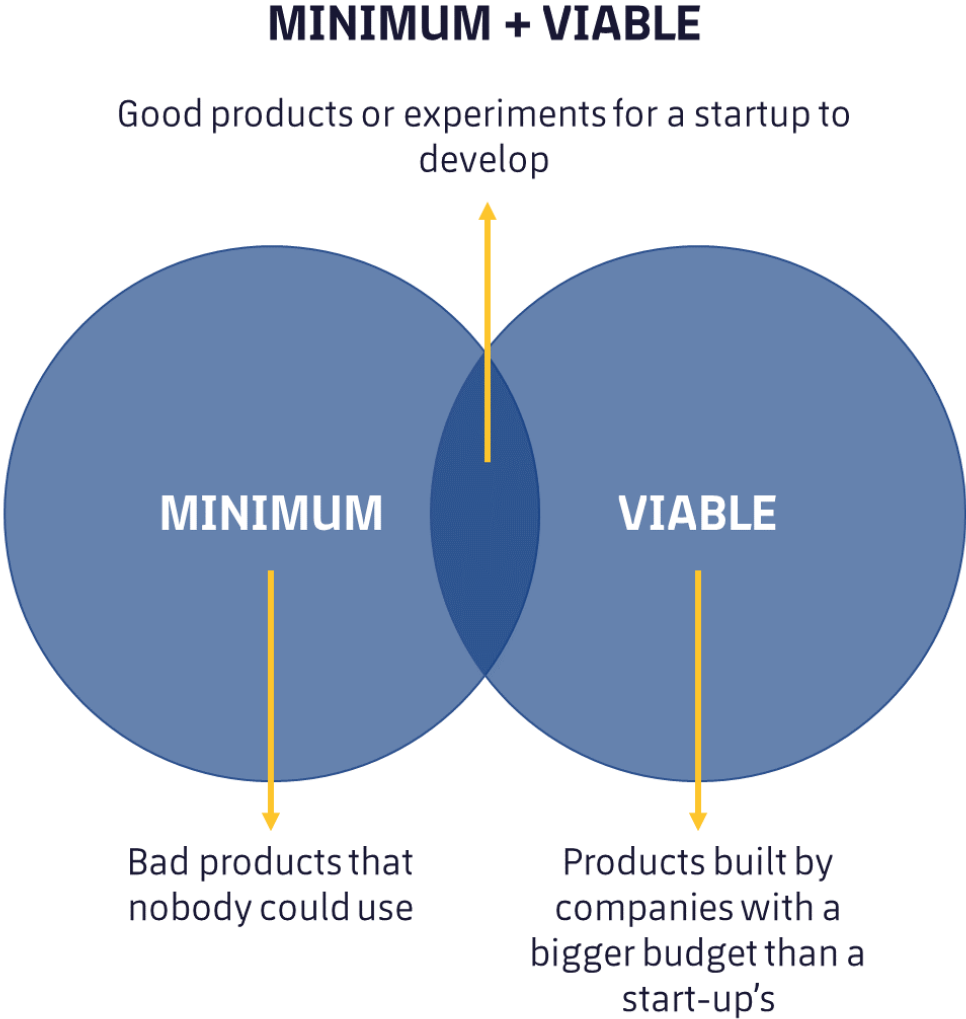 MINIMUM + VIABLE
Good products or experiments for a startup to
develop
MINIMUM
VIABLE
Bad products that
nobody could use
Products built by
companies with a
bigger budget than a
start-up’s